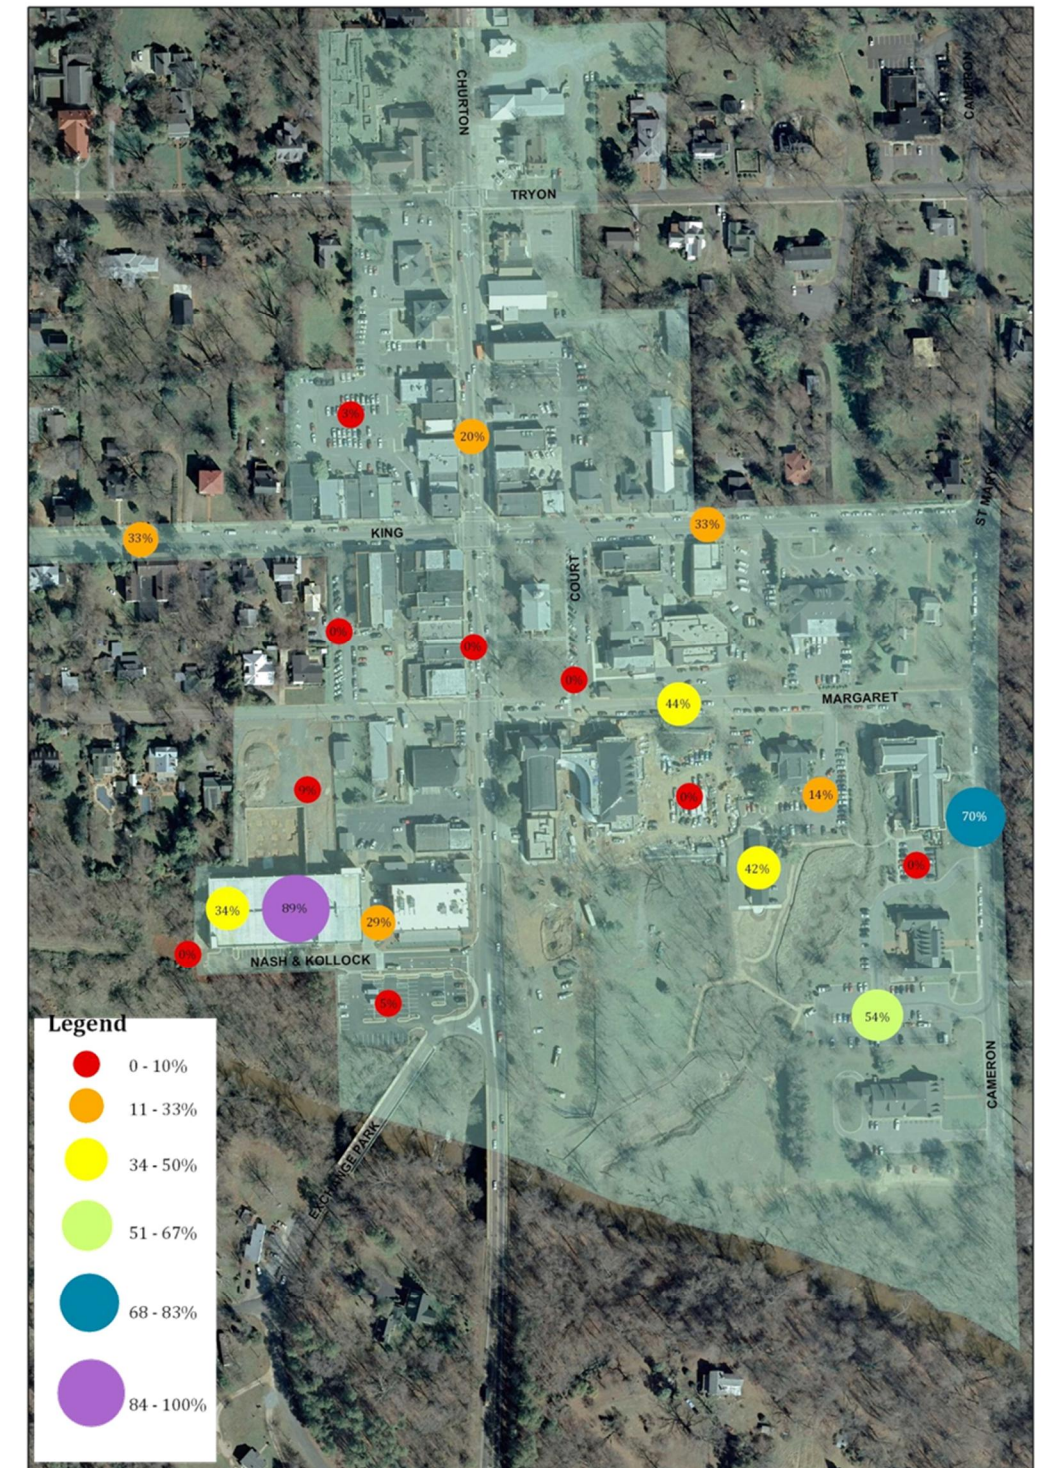 CHURTON
CAMERON
TRYON
3%
20%
ST MARY
33%
KING
33%
COURT
0%
0%
0%
44%
MARGARET
9%
0%
14%
70%
42%
0%
34%
89%
29%
0%
NASH & KOLLOCK
5%
54%
CAMERON
EXCHANGE PARK
Legend
0 - 10%
11 - 33%
34 - 50%
51 - 67%
68 - 83%
84 - 100%